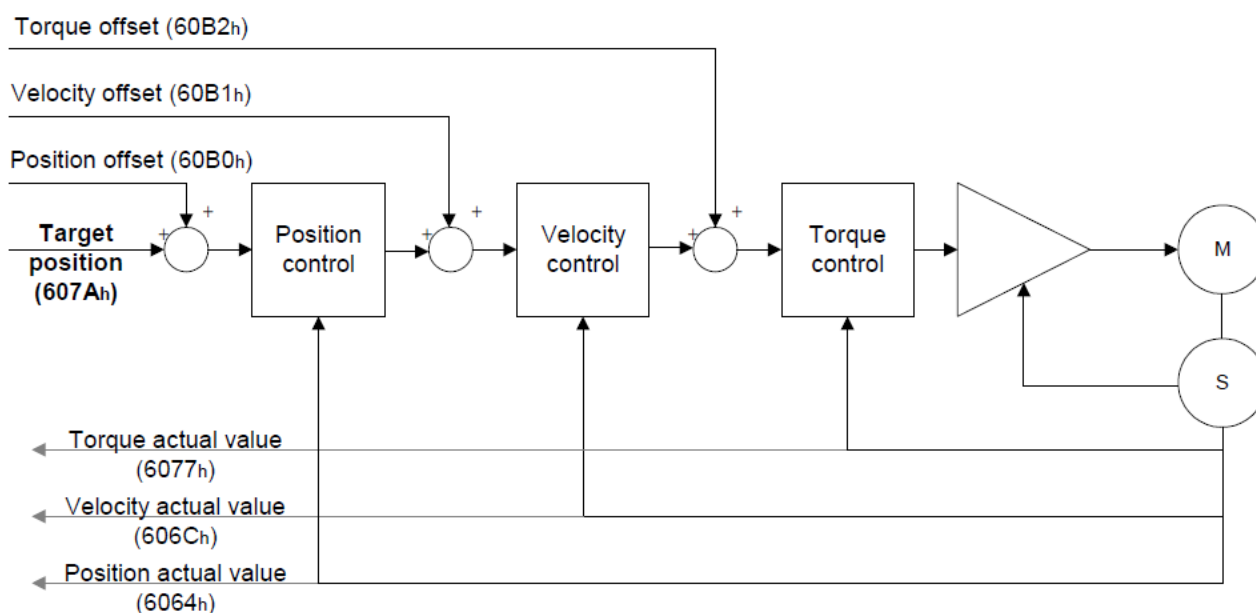 Torque offset (60B2h)
Velocity offset (60B1h)
Position offset (60B0h)
+
+
+
+
+
+
Target
position
(607Ah)
Position
control
Velocity
control
Torque
control
M
S
Torque actual value
(6077h)
Velocity actual value
(606Ch)
Position actual value
(6064h)